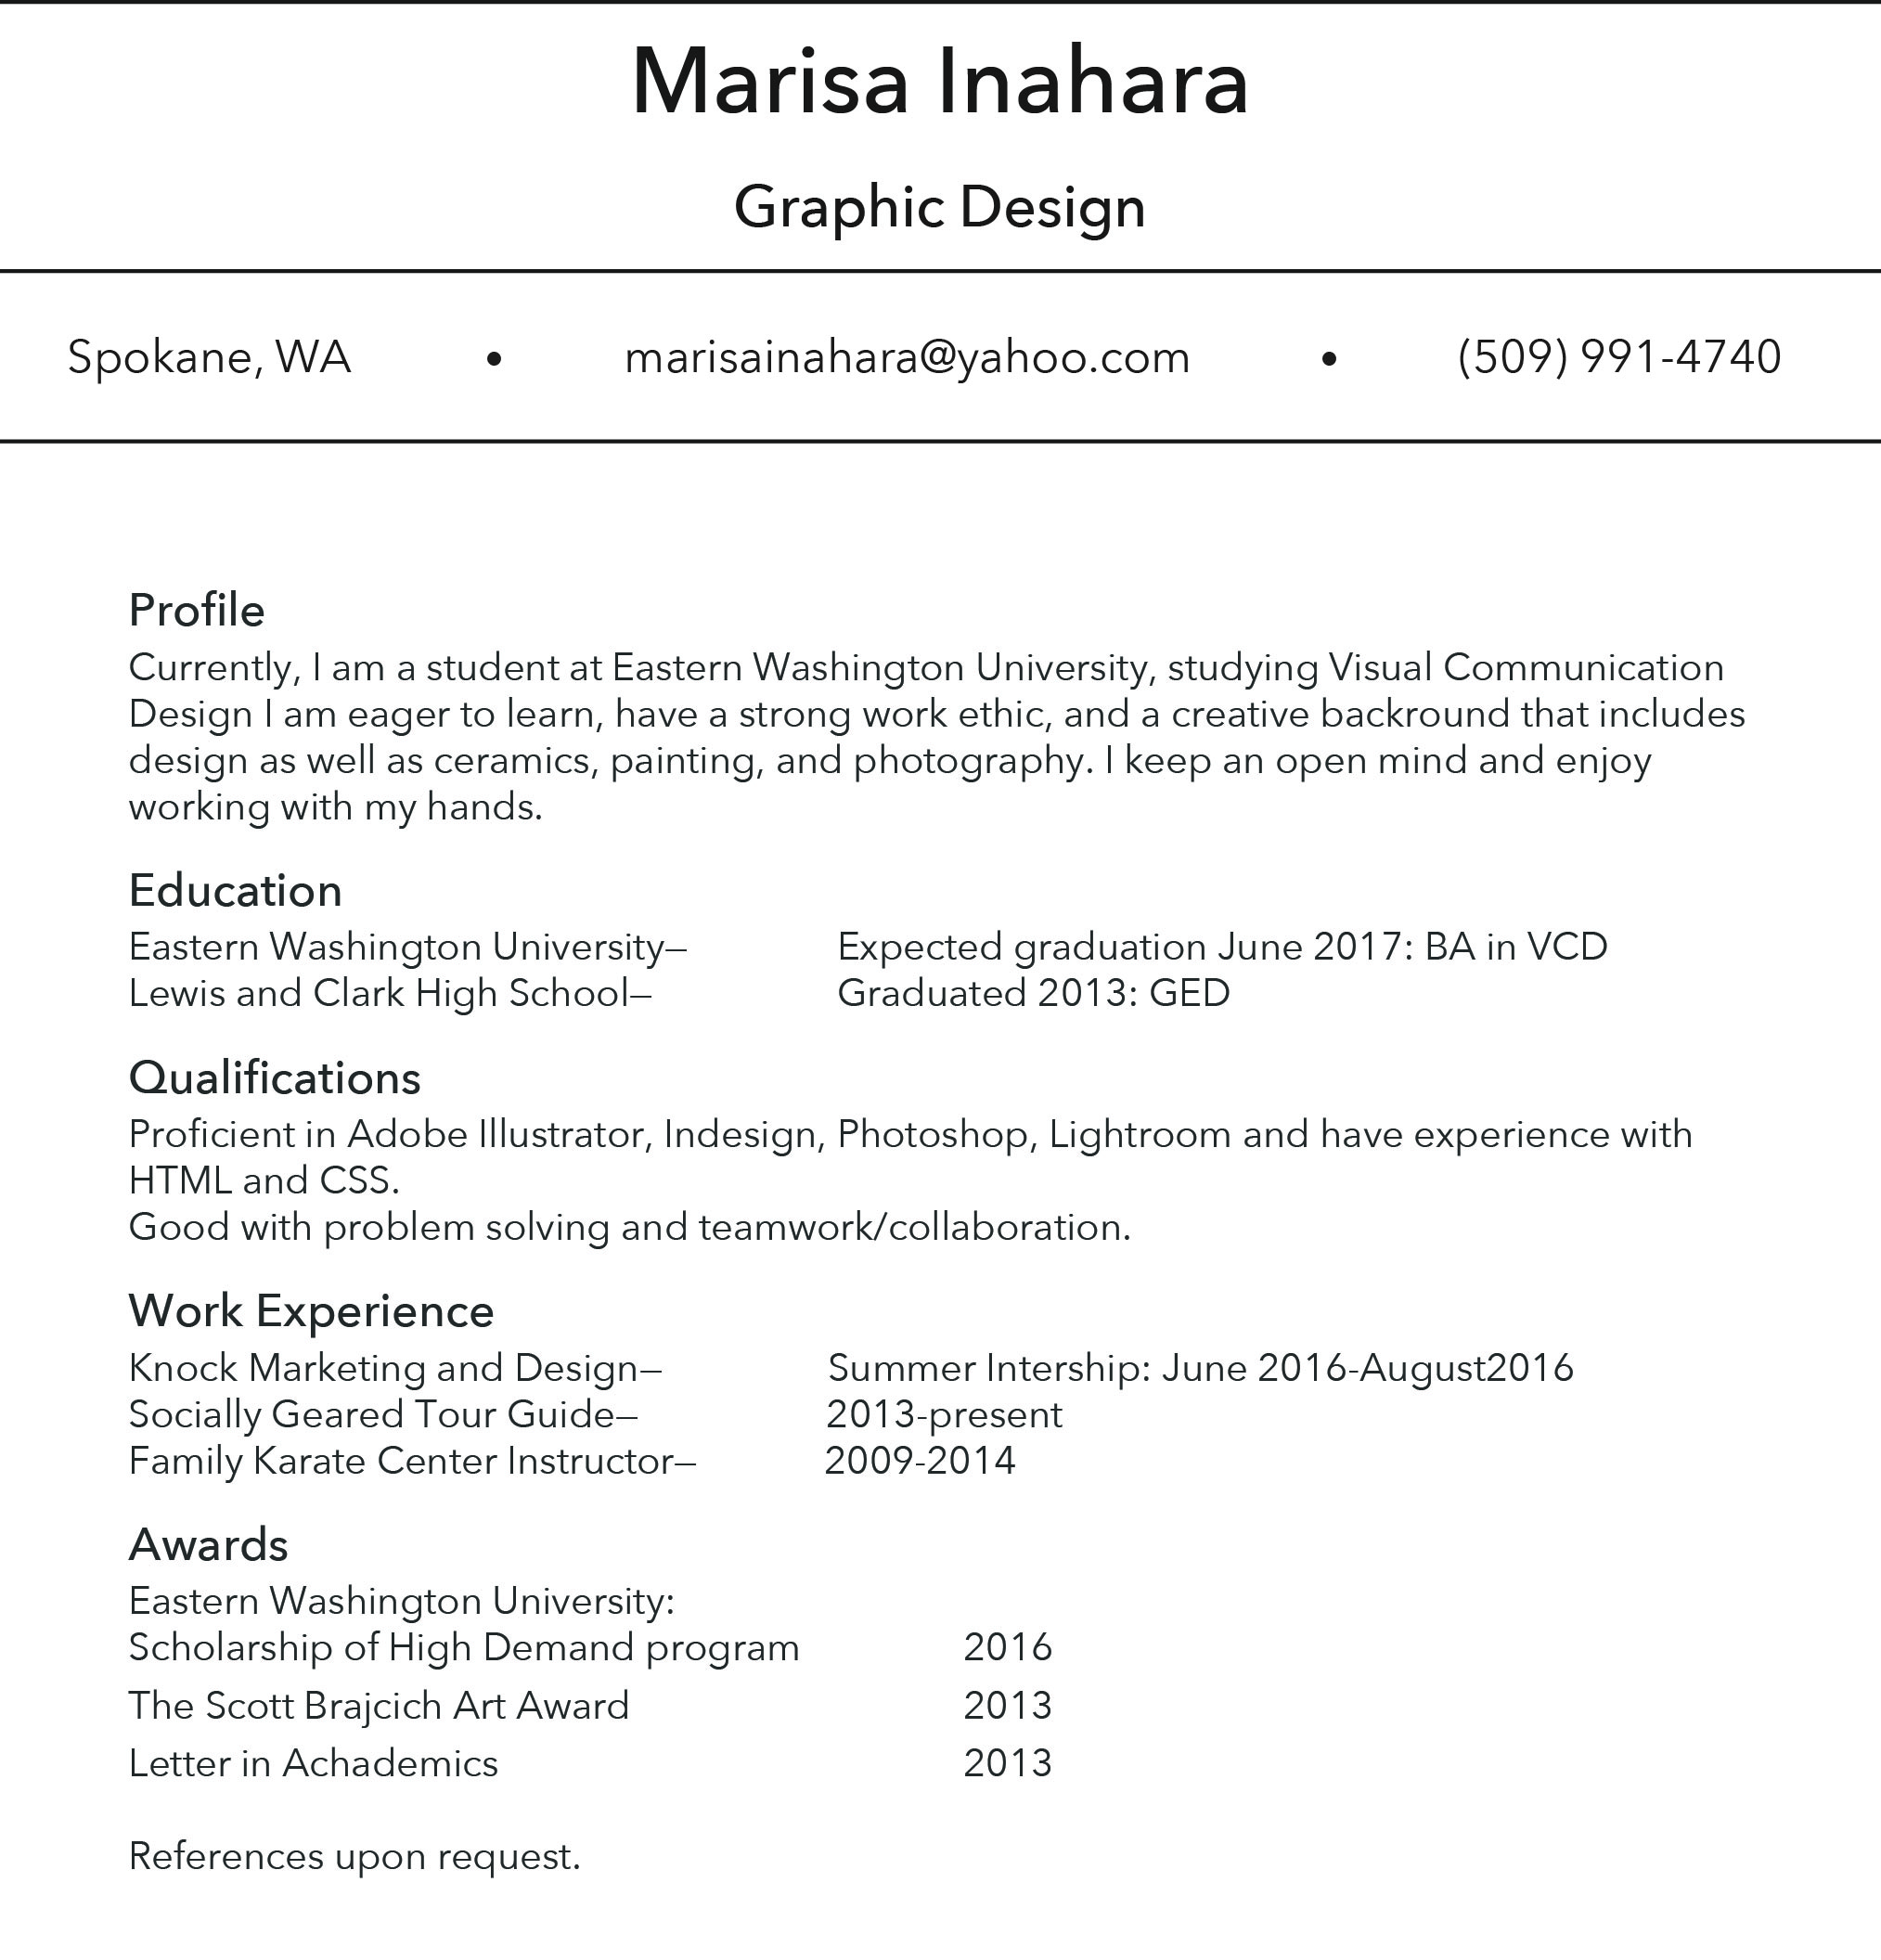 Marisa Inahara
Graphic Design
Spokane, WA • marisainahara@yahoo.com • (509) 991-4740
Profile
Currently, I am a student at Eastern Washington University, studying Visual Communication
Design I am eager to learn, have a strong work ethic, and a creative backround that includes
design as well as ceramics, painting, and photography. I keep an open mind and enjoy
working with my hands.
Education
Eastern Washington University— Expected graduation June 2017: BA in VCD
Lewis and Clark High School— Graduated 2013: GED
Qualifications
Proficient in Adobe Illustrator, Indesign, Photoshop, Lightroom and have experience with
HTML and CSS.
Good with problem solving and teamwork/collaboration.
Work Experience
Knock Marketing and Design— Summer Intership: June 2016-August2016
Socially Geared Tour Guide— 2013-present
Family Karate Center Instructor— 2009-2014
Awards
Eastern Washington University:
Scholarship of High Demand program 2016
The Scott Brajcich Art Award 2013
Letter in Achademics 2013
References upon request.